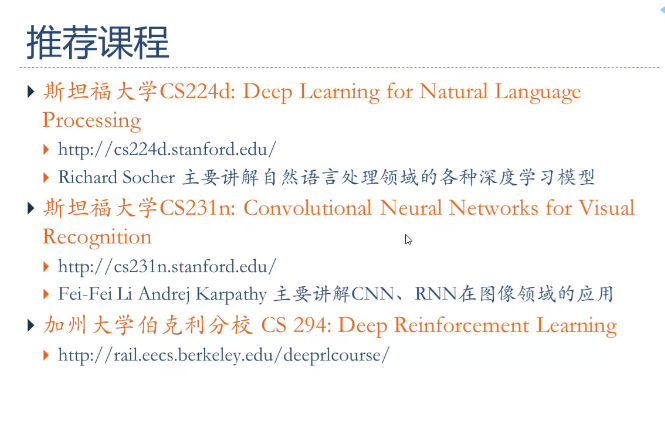 推荐课程
斯坦福大学CS224d: Deep Learning for Natural Language
Processing
http://cs224d.stanford.edu/
Richard Socher 主要讲解自然语言处理领域的各种深度学习模型
斯坦福大学CS231n: Convolutional Neural Networks for Visual
Recognition
http://cs231n.stanford.edu/
Fei-Fei Li Andrej Karpathy 主要讲解CNN、RNN在图像领域的应用
加州大学伯克利分校 CS 294: Deep Reinforcement Learning
http://rail.eecs.berkeley.edu/deeprlcourse/